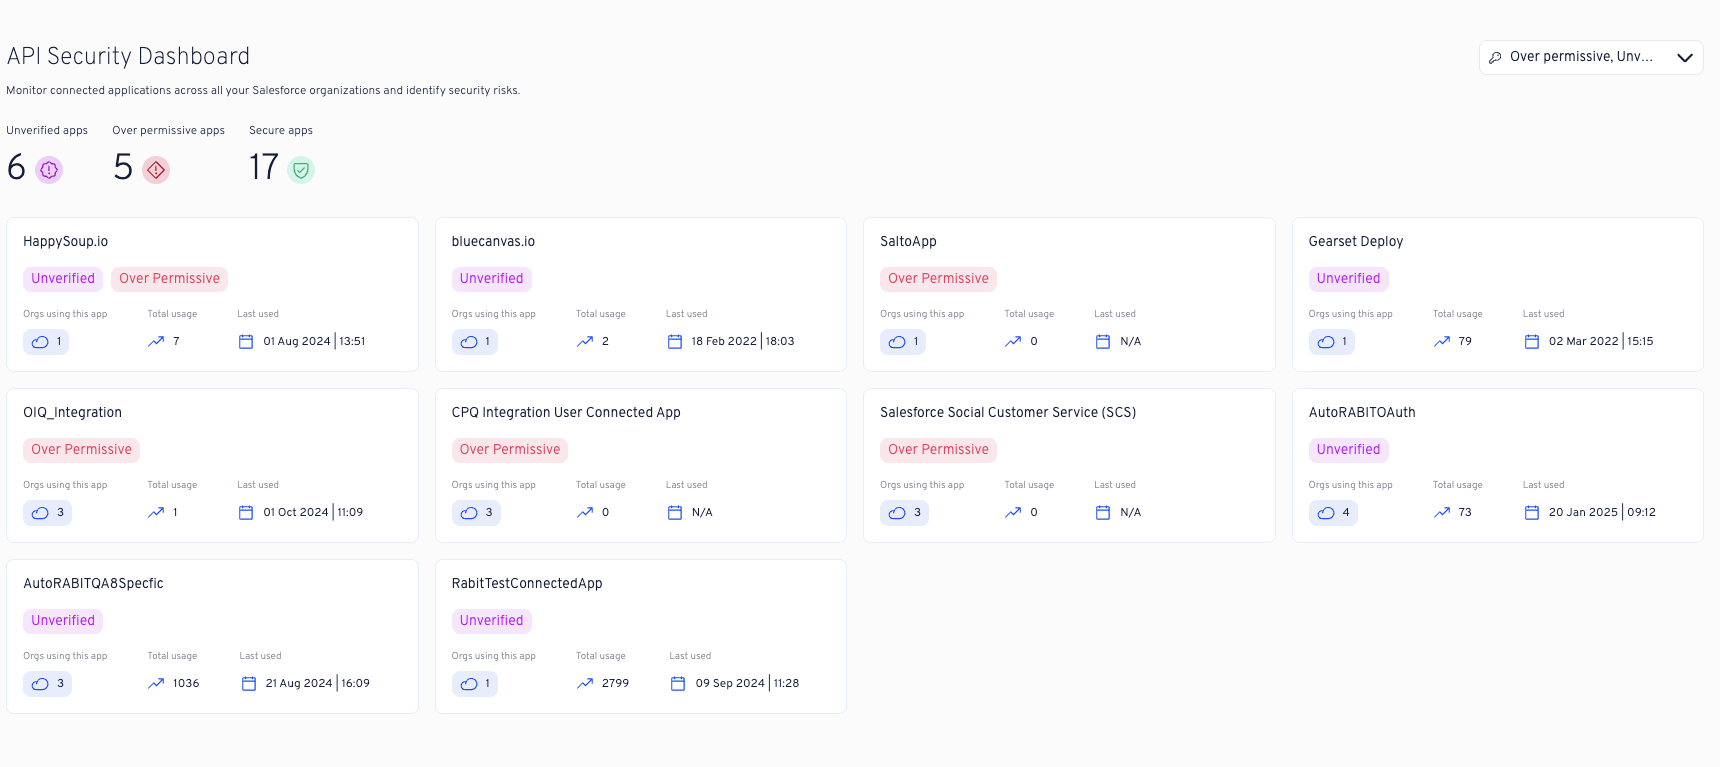 API Security Dashboard
Over permissive, Unv...
Monitor connected applications across all your Salesforce organizations and identify security risks.
Unverified apps Over permissive apps Secure apps
6 5 17
HappySoup.io
Unverified Over Permissive
Orgs using this app Total usage Last used
1 7 01 Aug 2024 | 13:51
bluecanvas.io
Unverified
Orgs using this app Total usage Last used
1 2 18 Feb 2022 | 18:03
SaltoApp
Over Permissive
Orgs using this app Total usage Last used
1 0 N/A
Gearset Deploy
Unverified
Orgs using this app Total usage Last used
1 79 02 Mar 2022 | 15:15
OIQ_Integration
Over Permissive
Orgs using this app Total usage Last used
3 1 01 Oct 2024 | 11:09
CPQ Integration User Connected App
Over Permissive
Orgs using this app Total usage Last used
3 0 N/A
Salesforce Social Customer Service (SCS)
Over Permissive
Orgs using this app Total usage Last used
3 0 N/A
AutoRABITOAuth
Unverified
Orgs using this app Total usage Last used
4 73 20 Jan 2025 | 09:12
AutoRABITQA8Specfic
Unverified
Orgs using this app Total usage Last used
3 1036 21 Aug 2024 | 16:09
RabitTestConnectedApp
Unverified
Orgs using this app Total usage Last used
1 2799 09 Sep 2024 | 11:28